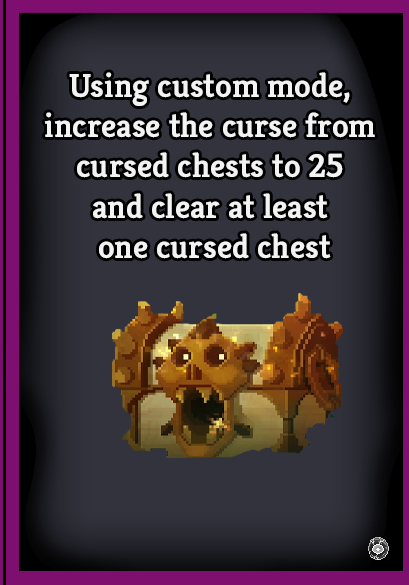 Using custom mode,
increase the curse from
cursed chests to 25
and clear at least
one cursed chest